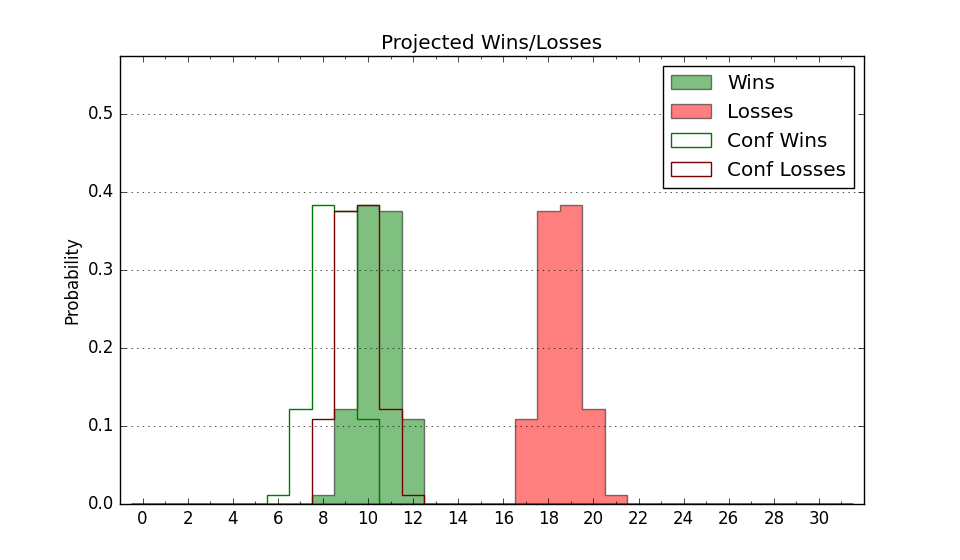 Projected Wins/Losses
Wins
Losses
Conf Wins
Conf Losses
Probability
0.5
0.4
0.3
0.2
0.1
0.0
0 2 4 6 8 10 12 14 16 18 20 22 24 26 28 30